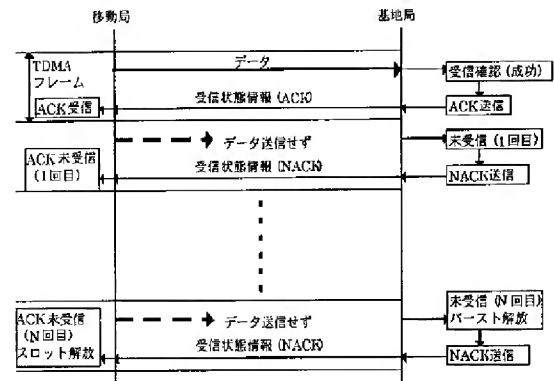 移動局
基地局
TDMA
フレーム
データ
受信確認 (成功)
ACK受信
受信状態情報 (ACK)
ACK送信
データ送信せず
未受信 (1回目)
ACK未受信
(1回目)
受信状態情報 (NACK)
NACK送信
ACK未受信
(N回目)
スロット解放
データ送信せず
未受信 (N回目)
バースト解放
受信状態情報 (NACK)
NACK送信